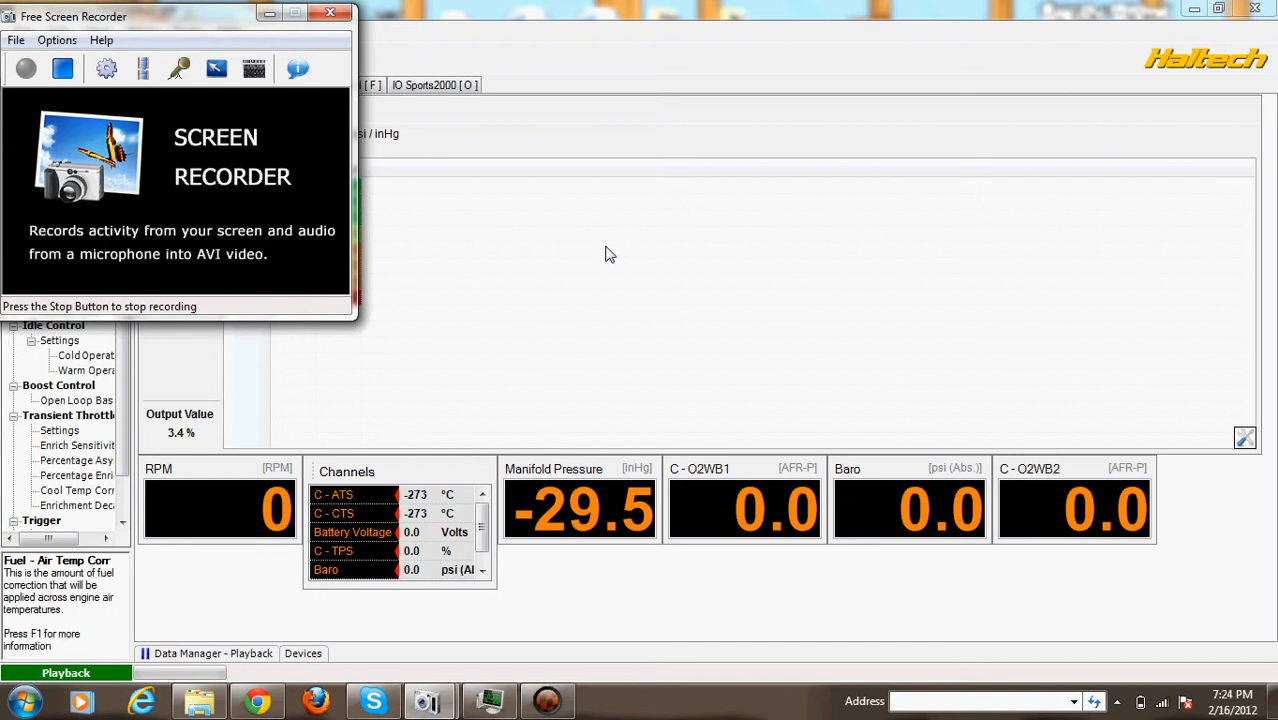 Free Screen Recorder
File Options Help
SCREEN
RECORDER
Records activity from your screen and audio
from a microphone into AVI video.
Press the Stop Button to stop recording
Haltech
[ F ] IO Sports2000 [ O ]
si / inHg
Idle Control
Settings
Cold Operat
Warm Opera
Boost Control
Open Loop Bas
Transient Throttl
Settings
Enrich Sensitivit
Percentage Asy
Percentage Enri
Cool Temp Corr
Enrichment Deca
Trigger
Output Value
3.4 %
RPM [RPM]
0
Channels
C - ATS -273 °C
C - CTS -273 °C
Battery Voltage 0.0 Volts
C - TPS 0.0 %
Baro 0.0 psi (Al
Manifold Pressure [inHg]
-29.5
C - O2WB1 [AFR-P]
0.0
Baro [psi (Abs.)]
0.0
C - O2WB2 [AFR-P]
0.0
Fuel - Air Temp Corr
This is the amount of fuel
correction that will be
applied across engine air
temperatures.
Press F1 for more
information
Data Manager - Playback Devices
Playback
Address
7:24 PM
2/16/2012